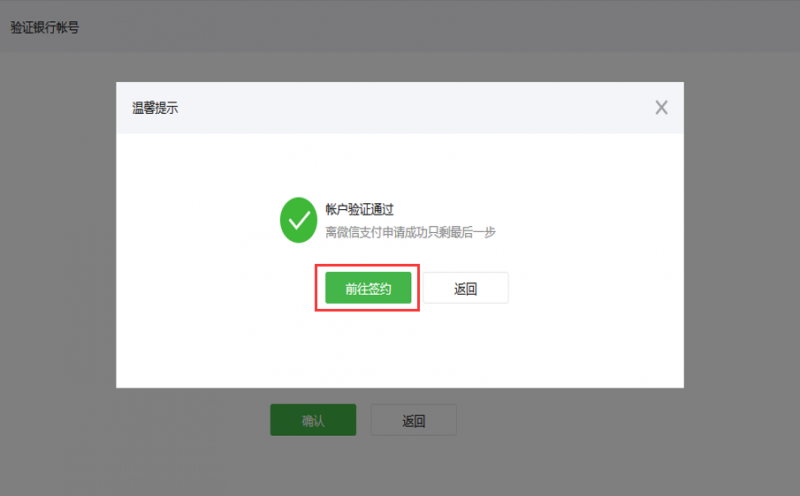 验证银行帐号
温馨提示
帐户验证通过
离微信支付申请成功只剩最后一步
前往签约 返回
确认 返回